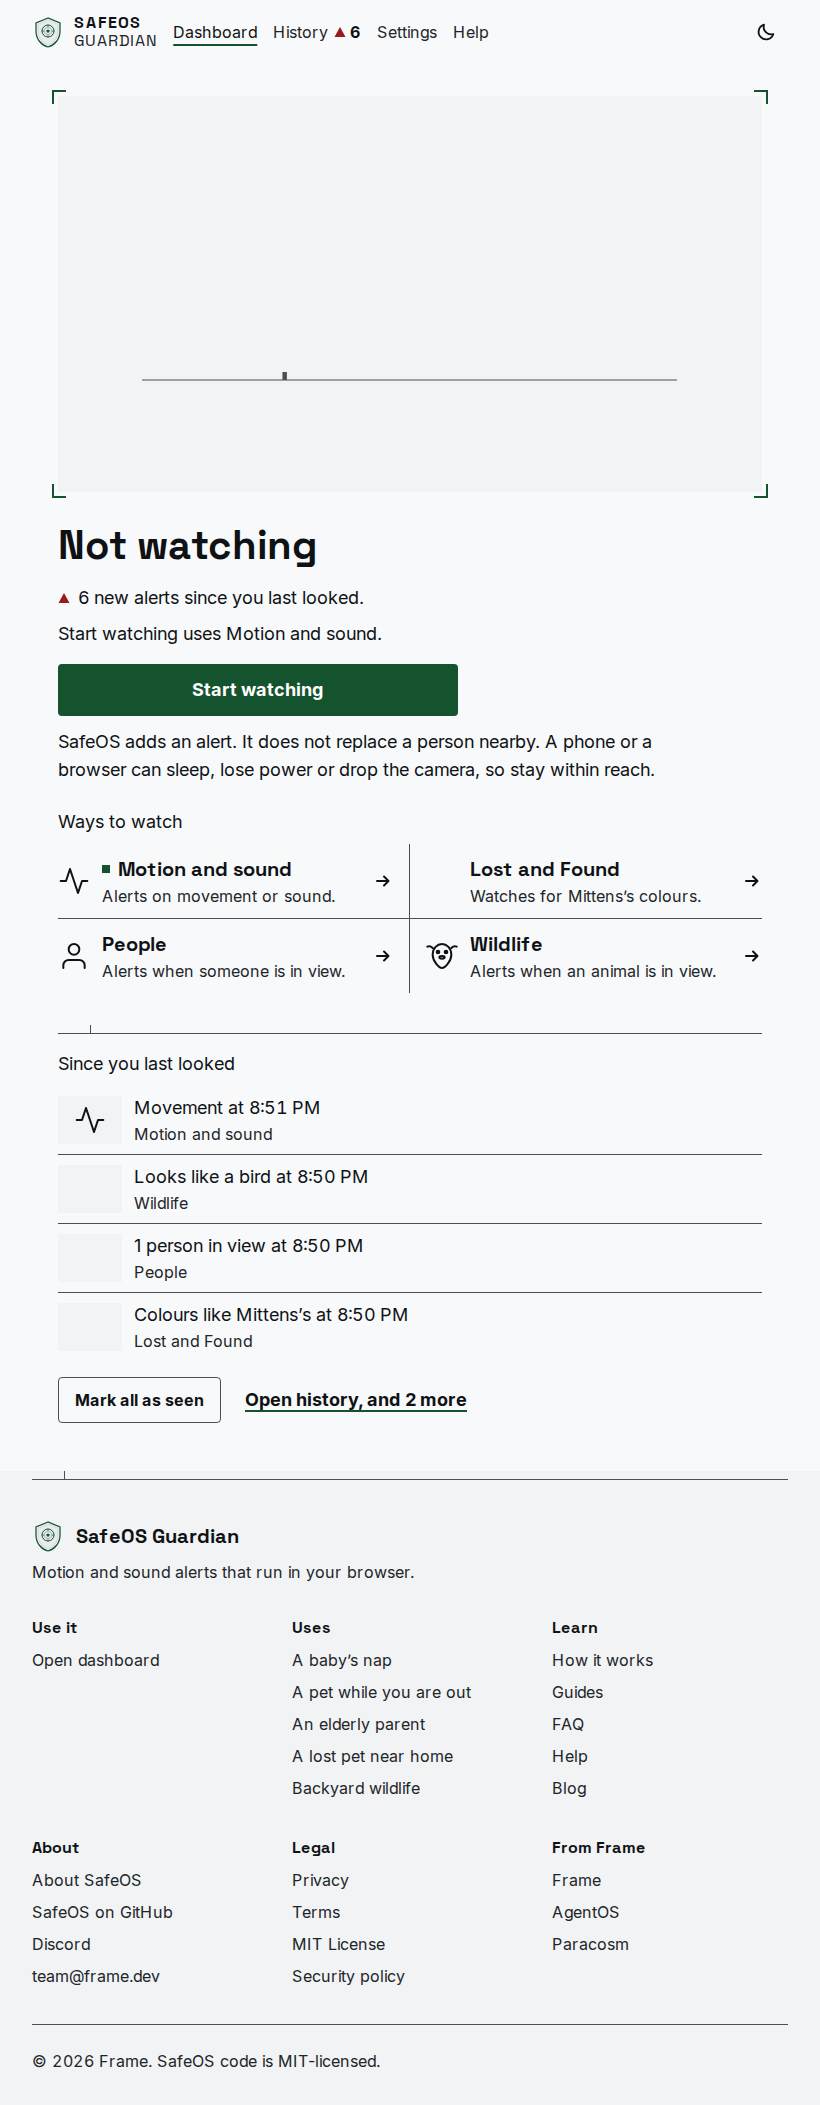 SAFEOS
GUARDIAN
Dashboard
History
6
Settings
Help
Not watching
6 new alerts since you last looked.
Start watching uses Motion and sound.
Start watching
SafeOS adds an alert. It does not replace a person nearby. A phone or a
browser can sleep, lose power or drop the camera, so stay within reach.
Ways to watch
Motion and sound
Alerts on movement or sound.
Lost and Found
Watches for Mittens’s colours.
People
Alerts when someone is in view.
Wildlife
Alerts when an animal is in view.
Since you last looked
Movement at 8:51 PM
Motion and sound
Looks like a bird at 8:50 PM
Wildlife
1 person in view at 8:50 PM
People
Colours like Mittens’s at 8:50 PM
Lost and Found
Mark all as seen
Open history, and 2 more
SafeOS Guardian
Motion and sound alerts that run in your browser.
Use it
Open dashboard
Uses
A baby’s nap
A pet while you are out
An elderly parent
A lost pet near home
Backyard wildlife
Learn
How it works
Guides
FAQ
Help
Blog
About
About SafeOS
SafeOS on GitHub
Discord
team@frame.dev
Legal
Privacy
Terms
MIT License
Security policy
From Frame
Frame
AgentOS
Paracosm
© 2026 Frame. SafeOS code is MIT-licensed.